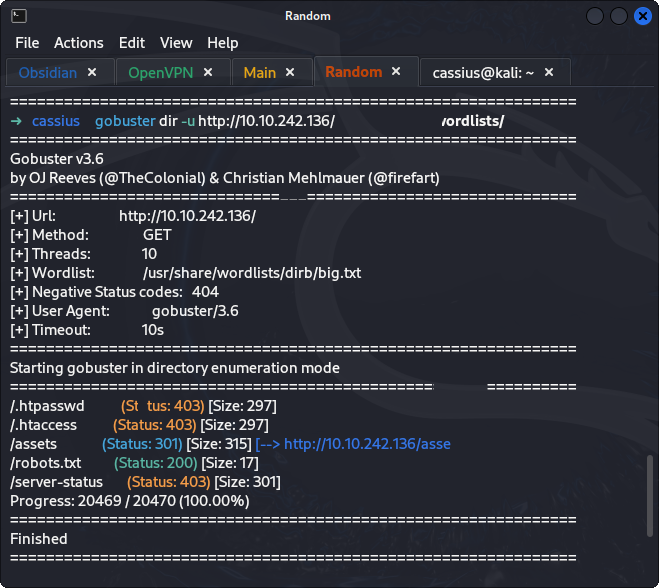 Random
File Actions Edit View Help
Obsidian × OpenVPN × Main × Random × cassius@kali: ~ ×
===============================================================
→ cassius gobuster dir -u http://10.10.242.136/
===============================================================
Gobuster v3.6
by OJ Reeves (@TheColonial) & Christian Mehlmauer (@firefart)
==============================___==============================
[+] Url: http://10.10.242.136/
[+] Method: GET
[+] Threads: 10
[+] Wordlist: /usr/share/wordlists/dirb/big.txt
[+] Negative Status codes: 404
[+] User Agent: gobuster/3.6
[+] Timeout: 10s
===============================================================
Starting gobuster in directory enumeration mode
=============================================== ==========
/.htpasswd (St tus: 403) [Size: 297]
/.htaccess (Status: 403) [Size: 297]
/assets (Status: 301) [Size: 315] [--> http://10.10.242.136/asse
/robots.txt (Status: 200) [Size: 17]
/server-status (Status: 403) [Size: 301]
Progress: 20469 / 20470 (100.00%)
===============================================================
Finished
===============================================================